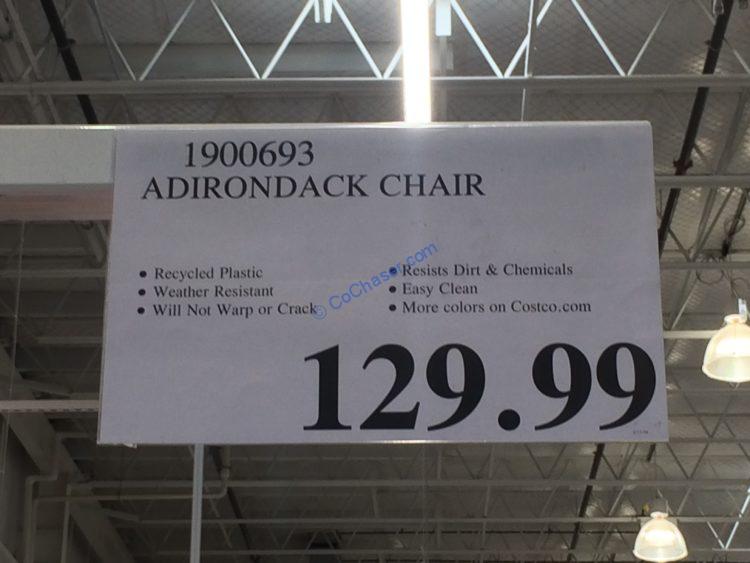 1900693
ADIRONDACK CHAIR
• Recycled Plastic
• Weather Resistant
• Will Not Warp or Crack
• Resists Dirt & Chemicals
• Easy Clean
• More colors on Costco.com
© CoChaser.com
129.99